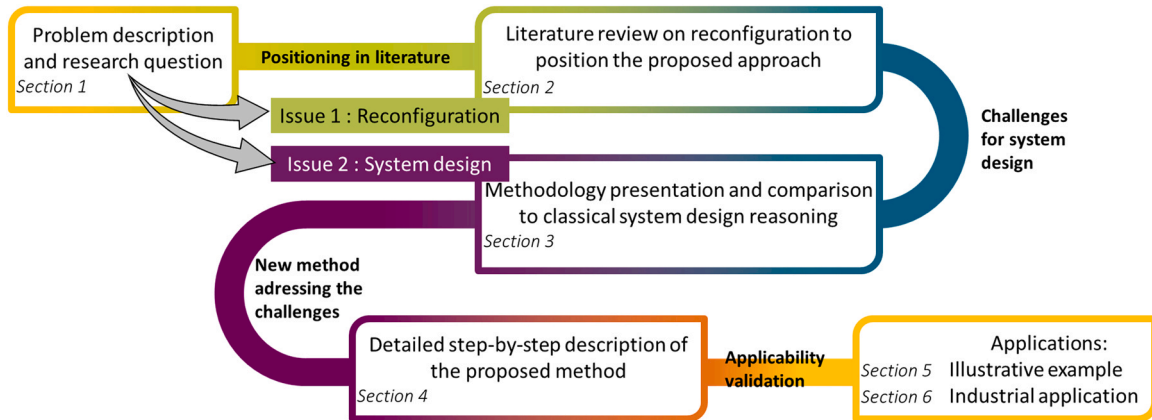 Problem description
and research question
Section 1
Positioning in literature
Literature review on reconfiguration to
position the proposed approach
Section 2
Issue 1 : Reconfiguration
Issue 2 : System design
Challenges
for system
design
Methodology presentation and comparison
to classical system design reasoning
Section 3
New method
adressing the
challenges
Detailed step-by-step description of
the proposed method
Section 4
Applicability
validation
Applications:
Section 5 Illustrative example
Section 6 Industrial application